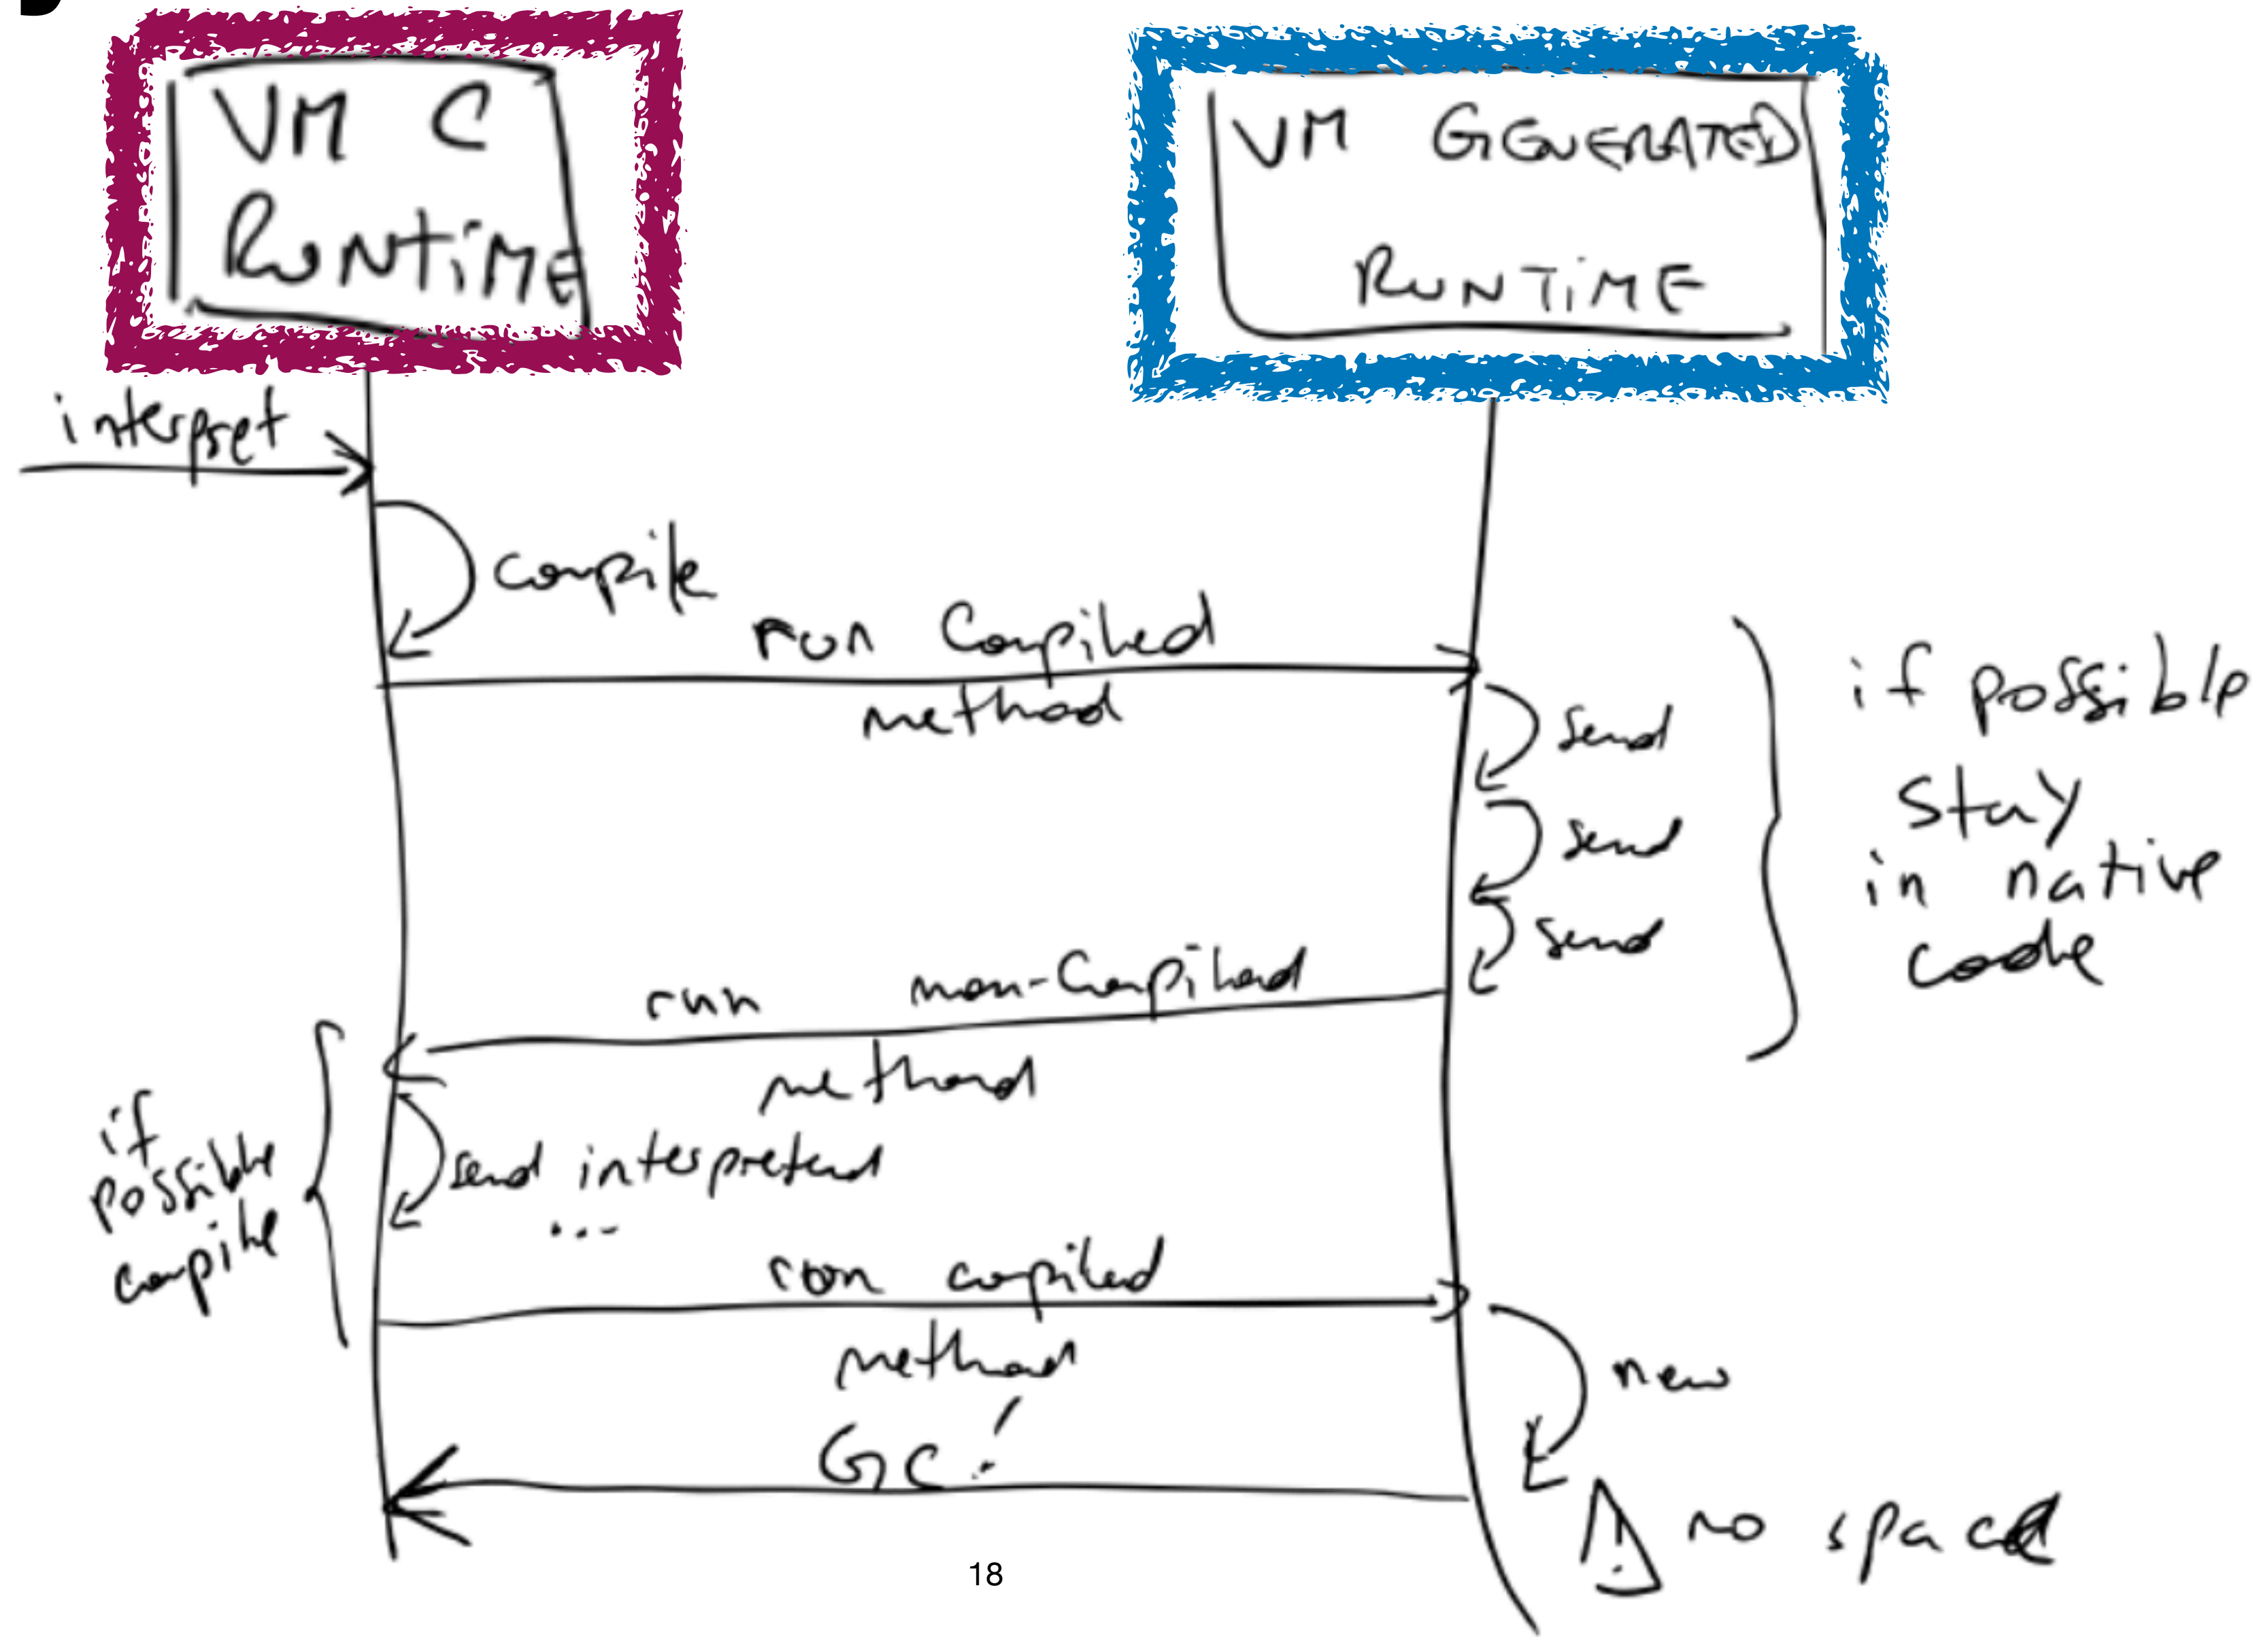 VM C
RUNTiME
VM GENERATED
RUNTIME
interpret
compile
run Compiled
method
send
send
send
if possible
stay
in native
code
run non-Compiled
method
if
possible
compile
send interpreted
...
run compiled
method
new
GC!
no space
18